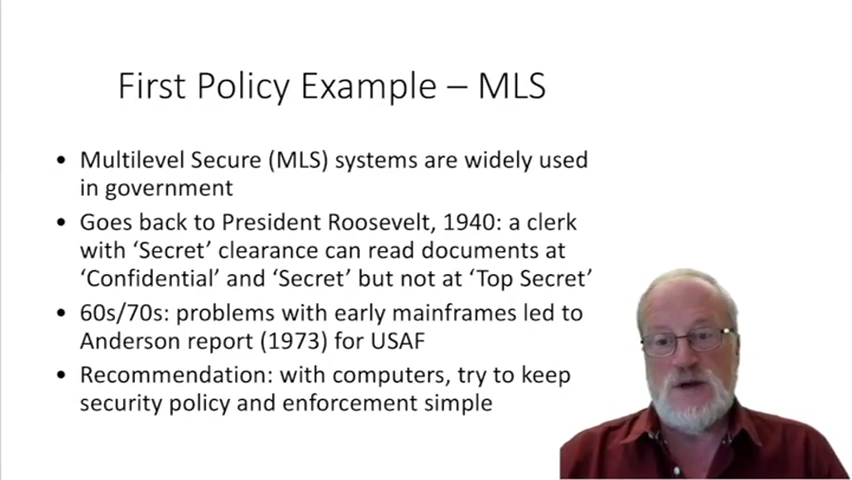 First Policy Example – MLS
• Multilevel Secure (MLS) systems are widely used
in government
• Goes back to President Roosevelt, 1940: a clerk
with ‘Secret’ clearance can read documents at
‘Confidential’ and ‘Secret’ but not at ‘Top Secret’
• 60s/70s: problems with early mainframes led to
Anderson report (1973) for USAF
• Recommendation: with computers, try to keep
security policy and enforcement simple